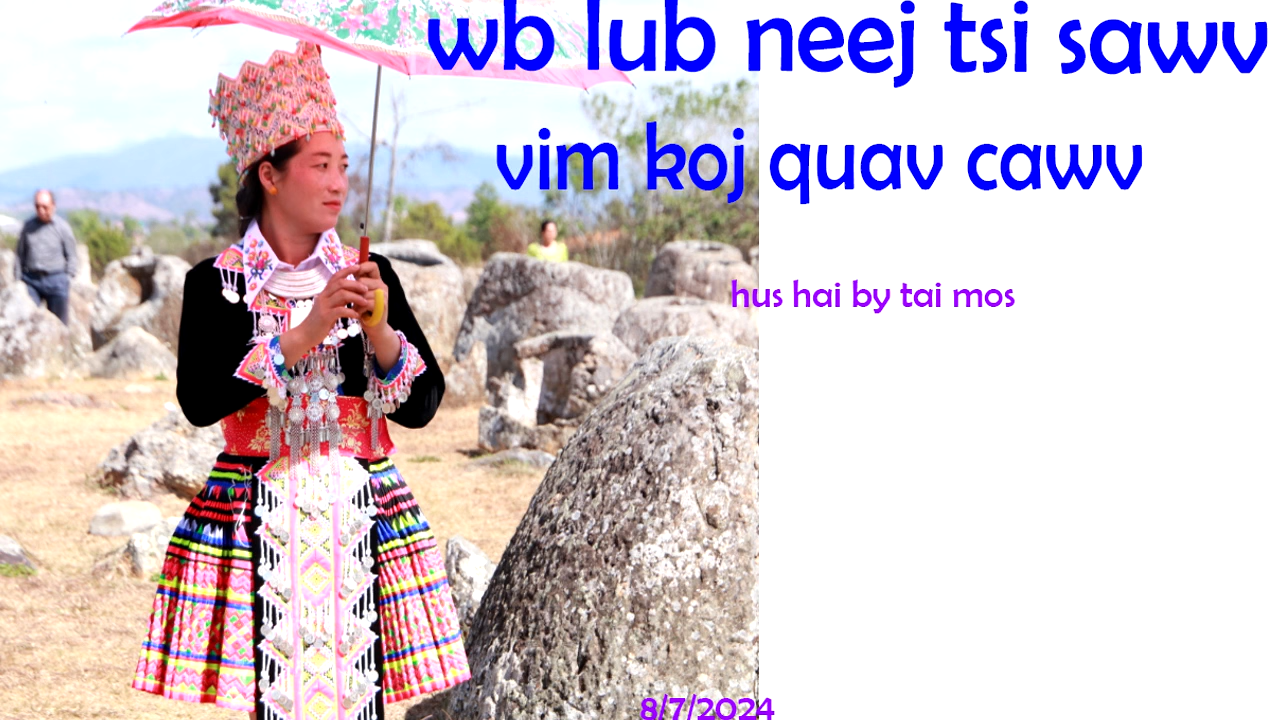 wb lub neej tsi sawv
vim koj quav cawv
hus hai by tai mos
8/7/2024